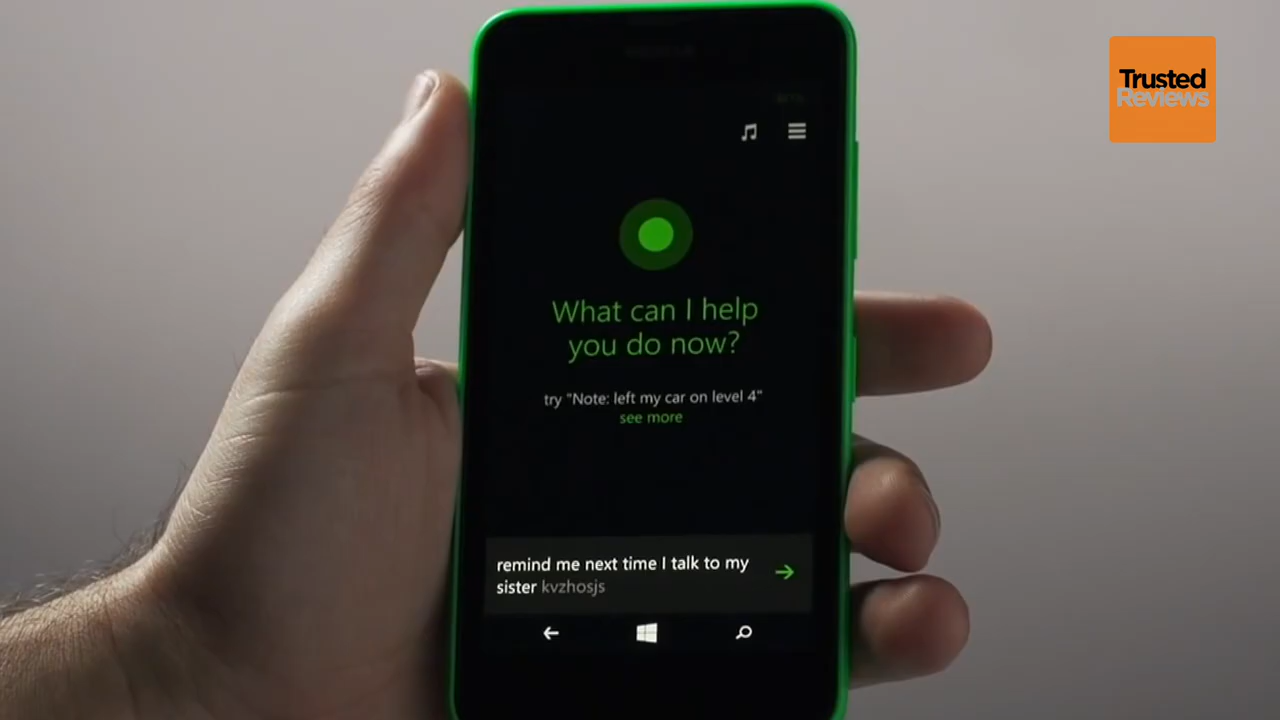 Trusted
Reviews
What can I help
you do now?
try "Note: left my car on level 4"
see more
remind me next time I talk to my
sister kvzhosjs